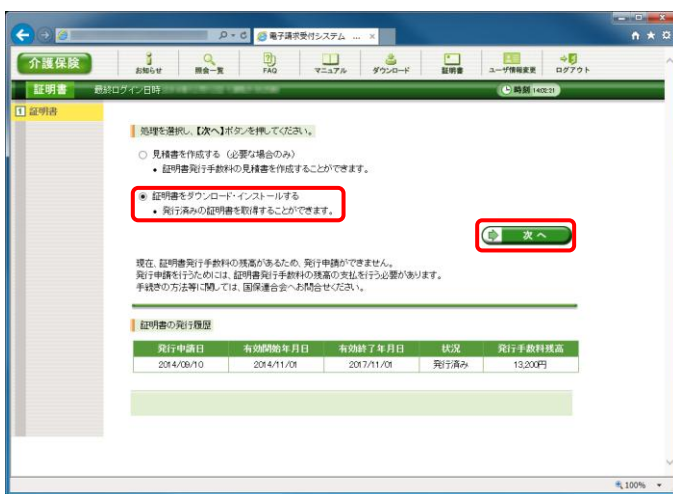 電子請求受付システム ...
介護保険
お知らせ
照会一覧
FAQ
マニュアル
ダウンロード
証明書
ユーザ情報変更
ログアウト
証明書 最終ログイン日時
時刻 14:02:21
1 証明書
処理を選択し、【次へ】ボタンを押してください。
見積書を作成する (必要な場合のみ)
• 証明書発行手数料の見積書を作成することができます。
証明書をダウンロード・インストールする
• 発行済みの証明書を取得することができます。
次 へ
現在、証明書発行手数料の残高があるため、発行申請ができません。
発行申請を行うためには、証明書発行手数料の残高の支払を行う必要があります。
手続きの方法等に関しては、国保連合会へお問合せください。
証明書の発行履歴
発行申請日 有効開始年月日 有効終了年月日 状況 発行手数料残高
2014/09/10 2014/11/01 2017/11/01 発行済み 13,200円
100%